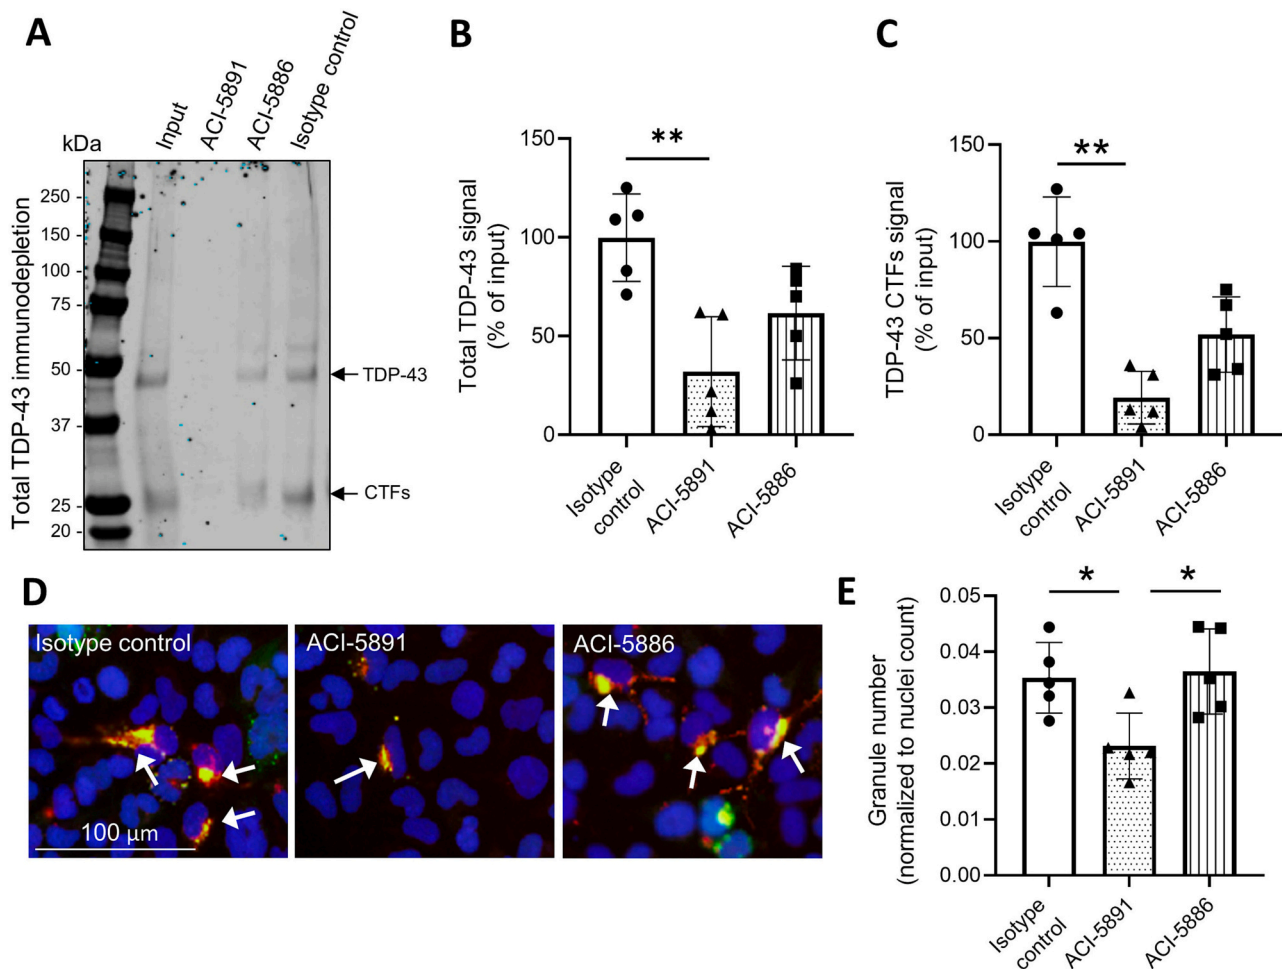 A
kDa
Input
ACI-5891
ACI-5886
Isotype control
Total TDP-43 immunodepletion
250 -
150 -
100 -
75 -
50 -
37 -
25 -
20 -
TDP-43
CTFs
B
Total TDP-43 signal
(% of input)
150
100
50
0
**
Isotype
control
ACI-5891
ACI-5886
C
TDP-43 CTFs signal
(% of input)
150
100
50
0
**
Isotype
control
ACI-5891
ACI-5886
D
Isotype control
100 µm
ACI-5891
ACI-5886
E
Granule number
(normalized to nuclei count)
0.05
0.04
0.03
0.02
0.01
0.00
*
*
Isotype
control
ACI-5891
ACI-5886